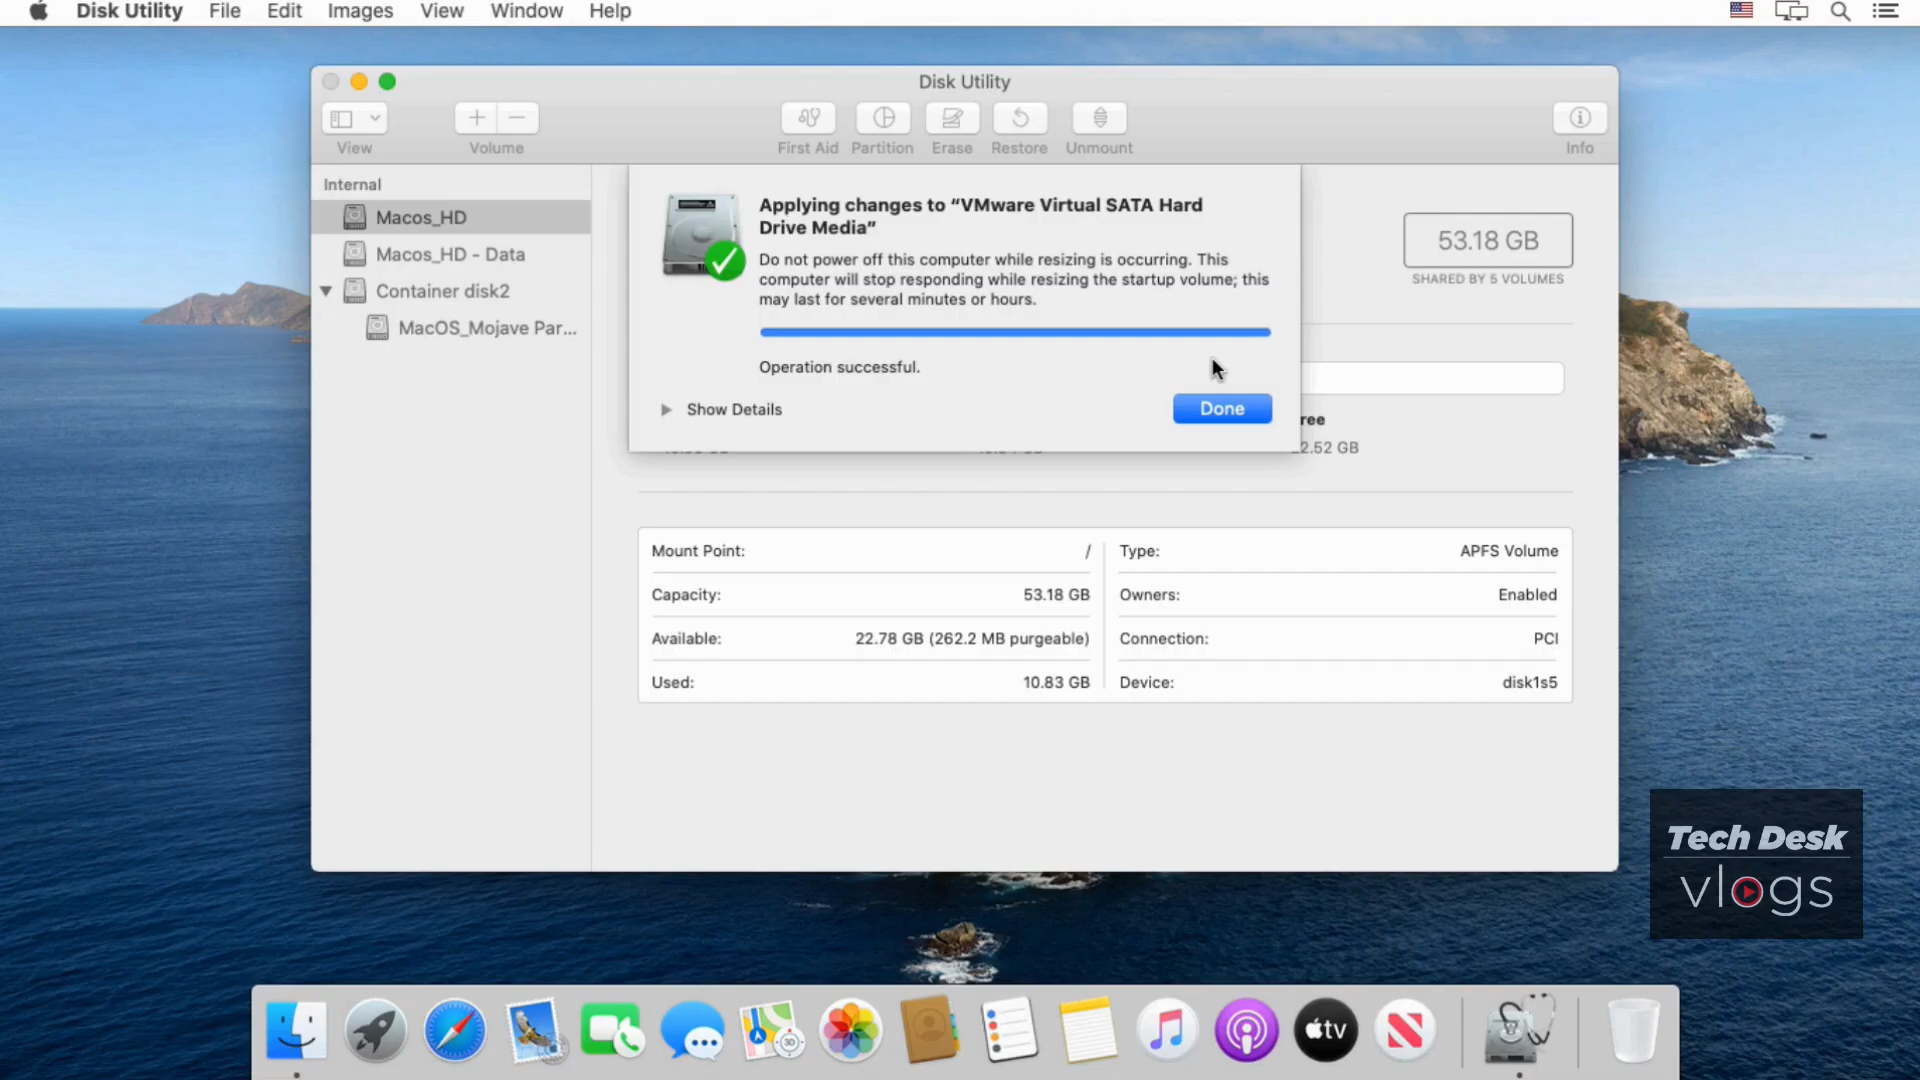 Disk Utility File Edit Images View Window Help
Disk Utility
View Volume First Aid Partition Erase Restore Unmount Info
Internal
Macos_HD
Macos_HD - Data
Container disk2
MacOS_Mojave Par...
Applying changes to “VMware Virtual SATA Hard
Drive Media”
Do not power off this computer while resizing is occurring. This
computer will stop responding while resizing the startup volume; this
may last for several minutes or hours.
Operation successful.
Show Details
Done
53.18 GB
SHARED BY 5 VOLUMES
ree
2.52 GB
Mount Point: /
Capacity: 53.18 GB
Available: 22.78 GB (262.2 MB purgeable)
Used: 10.83 GB
Type: APFS Volume
Owners: Enabled
Connection: PCI
Device: disk1s5
Tech Desk
vlogs
3D
tv